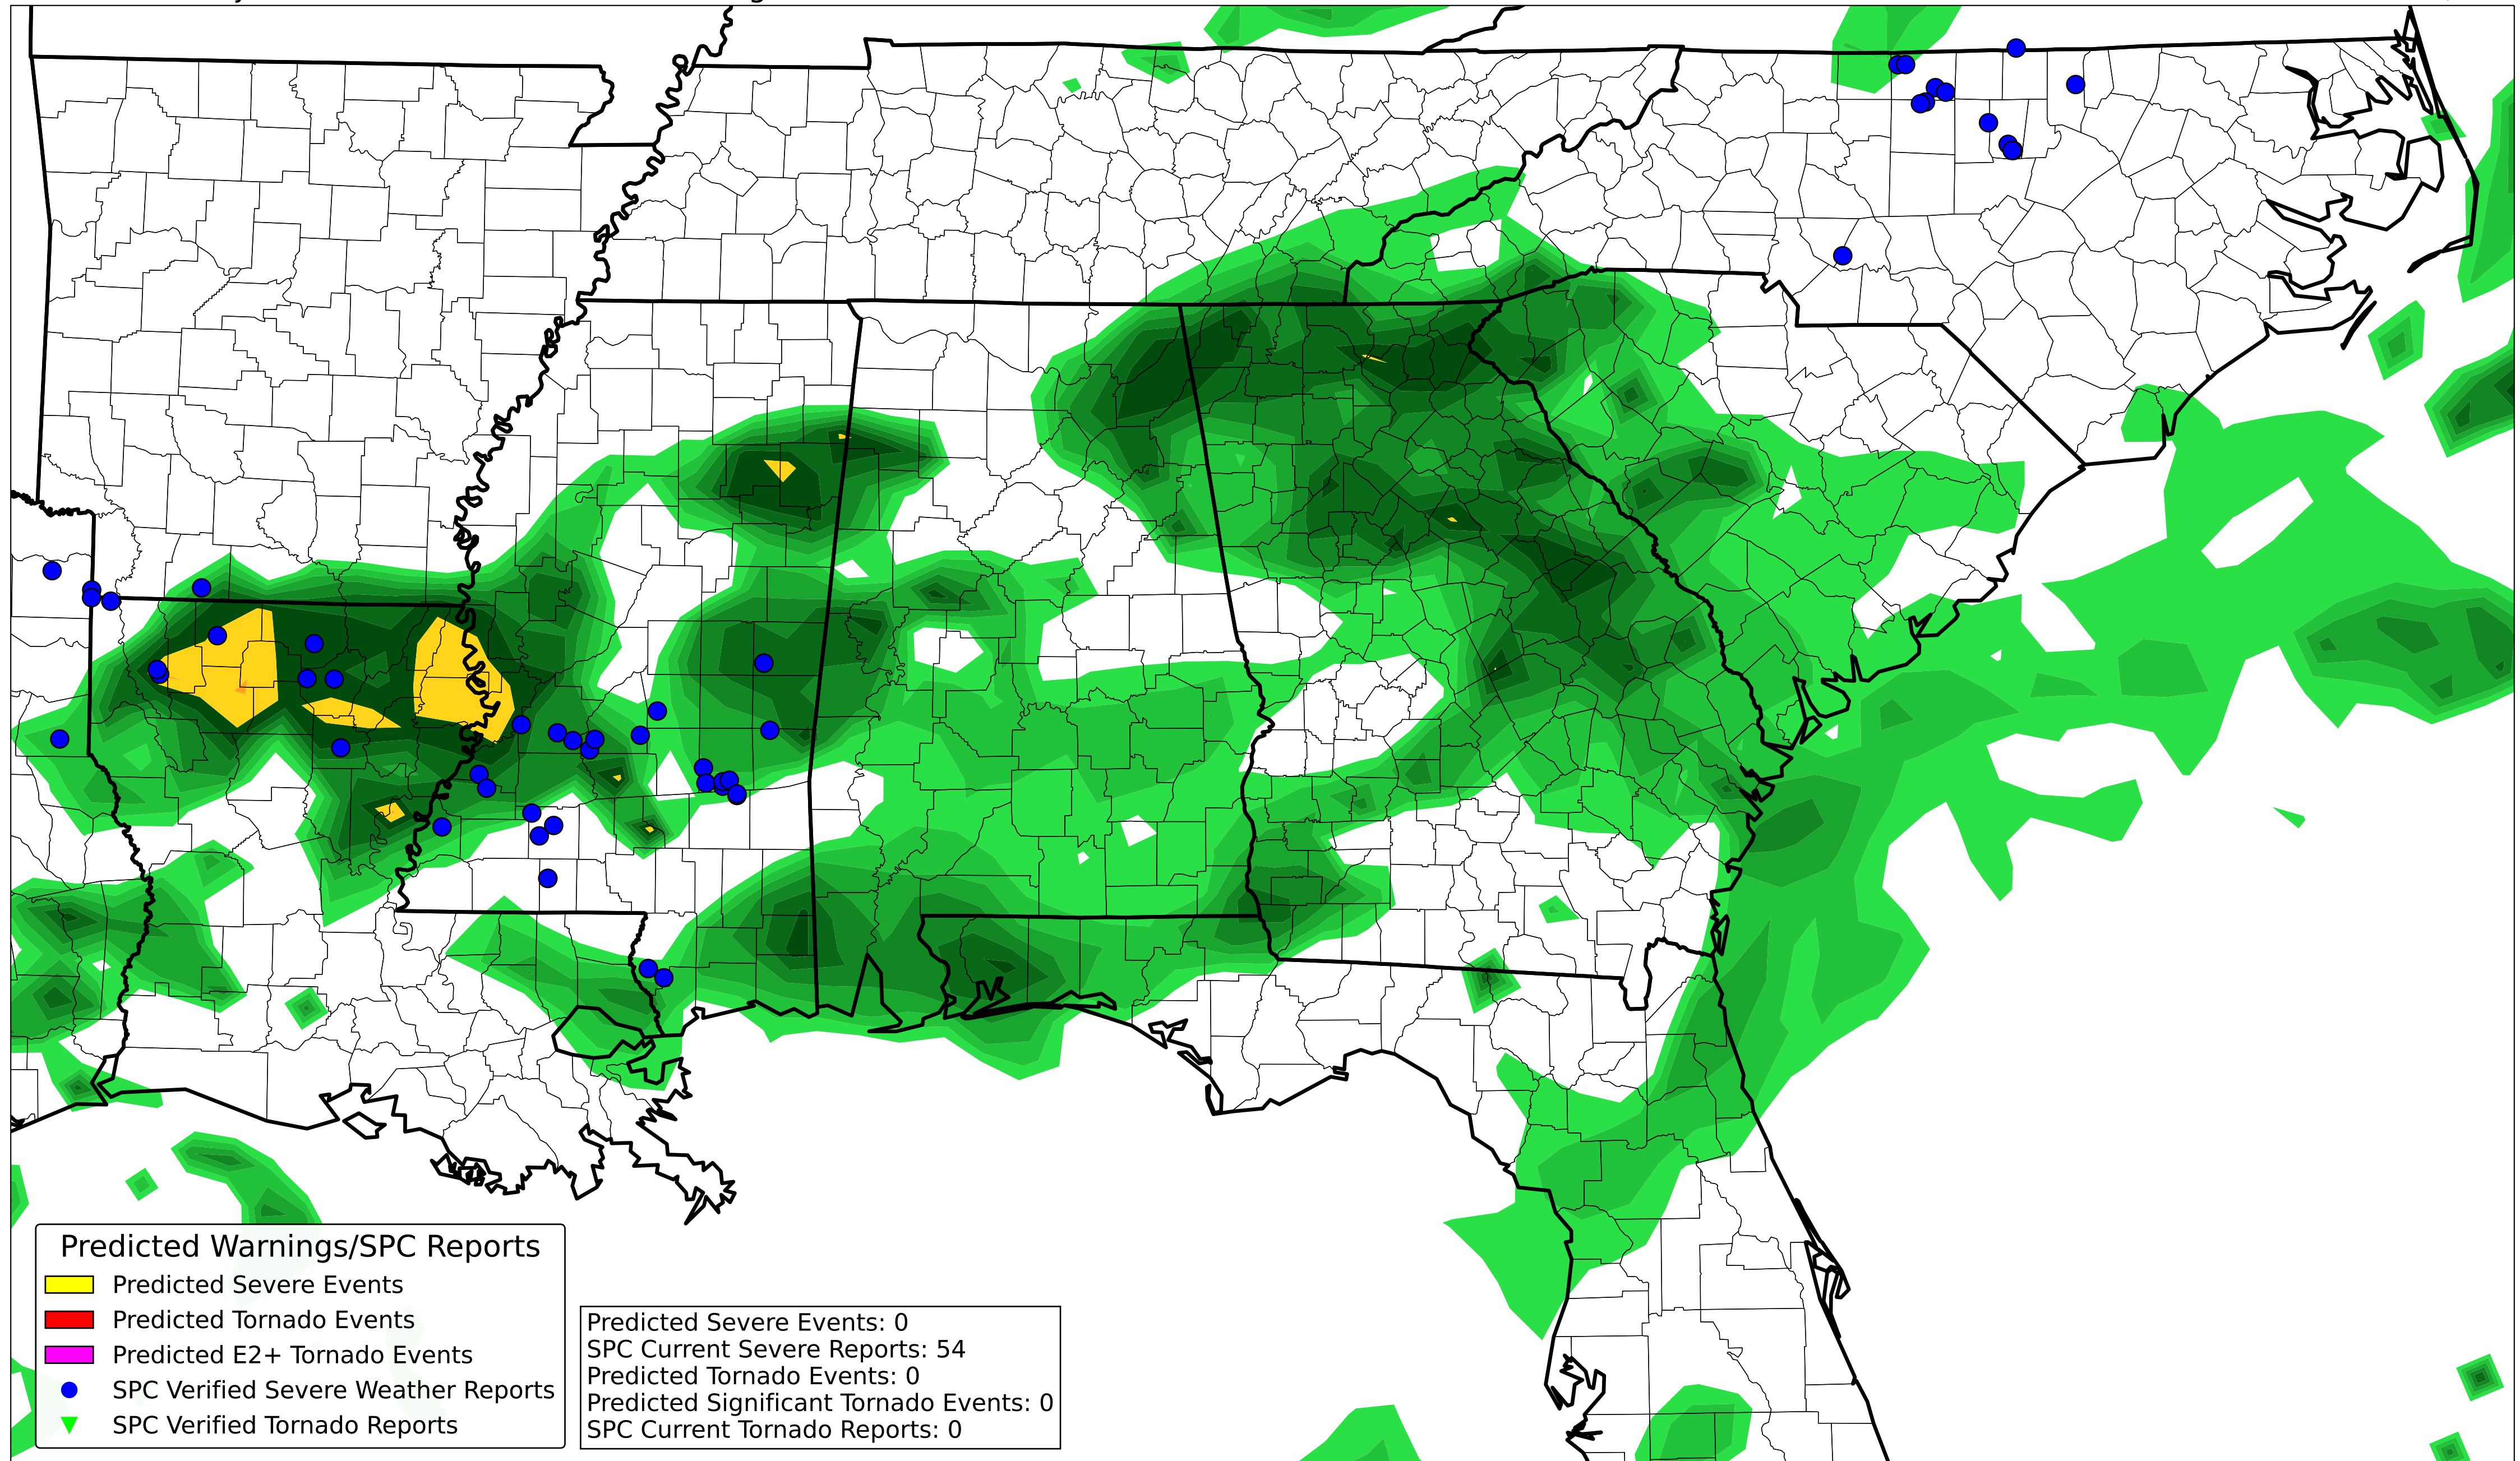 Predicted Warnings/SPC Reports
Predicted Severe Events
Predicted Tornado Events
Predicted E2+ Tornado Events
SPC Verified Severe Weather Reports
SPC Verified Tornado Reports
Predicted Severe Events: 0
SPC Current Severe Reports: 54
Predicted Tornado Events: 0
Predicted Significant Tornado Events: 0
SPC Current Tornado Reports: 0